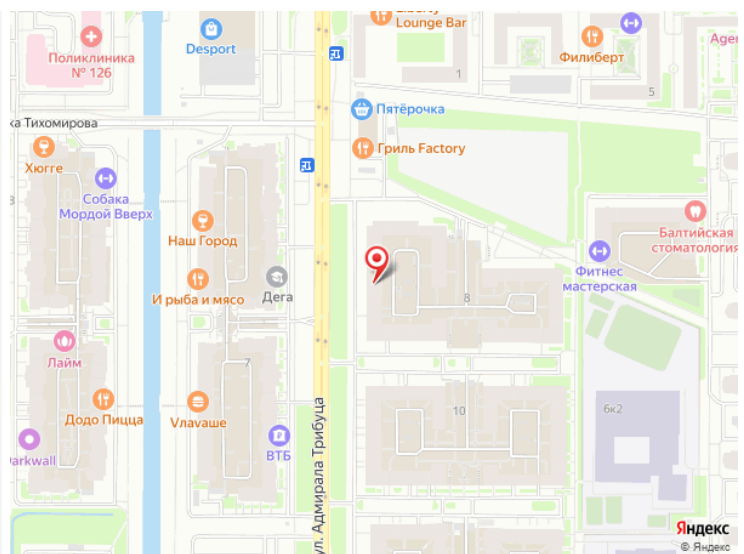 Поликлиника
№ 126
Desport
Lounge Bar
1
Филиберт
5
Пятёрочка
ка Тихомирова
Гриль Factory
Хюгге
Собака
Мордой Вверх
Наш Город
И рыба и мясо
Дега
Балтийская
стоматология
Фитнес
мастерская
8
Лайм
7
Додо Пицца
Vлаvаше
ВТБ
arkwall
10
6к2
ул. Адмирала Трибуца
Яндекс
© Яндекс